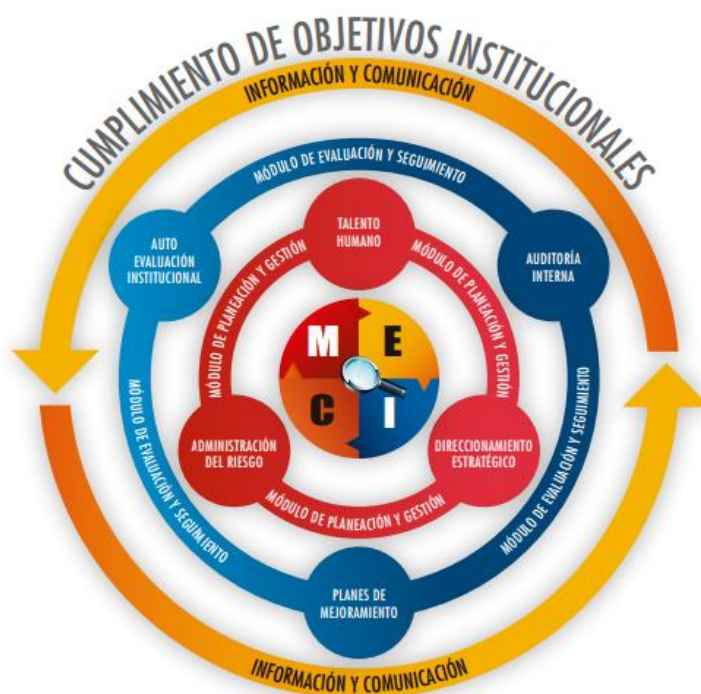 CUMPLIMIENTO DE OBJETIVOS INSTITUCIONALES
INFORMACIÓN Y COMUNICACIÓN
MÓDULO DE EVALUACIÓN Y SEGUIMIENTO
AUTO
EVALUACIÓN
INSTITUCIONAL
TALENTO
HUMANO
AUDITORÍA
INTERNA
MÓDULO DE PLANEACIÓN Y GESTIÓN
MÓDULO DE PLANEACIÓN Y GESTIÓN
M E
C I
MÓDULO DE EVALUACIÓN Y SEGUIMIENTO
MÓDULO DE EVALUACIÓN Y SEGUIMIENTO
ADMINISTRACIÓN
DEL RIESGO
DIRECCIONAMIENTO
ESTRATÉGICO
MÓDULO DE PLANEACIÓN Y GESTIÓN
PLANES DE
MEJORAMIENTO
INFORMACIÓN Y COMUNICACIÓN